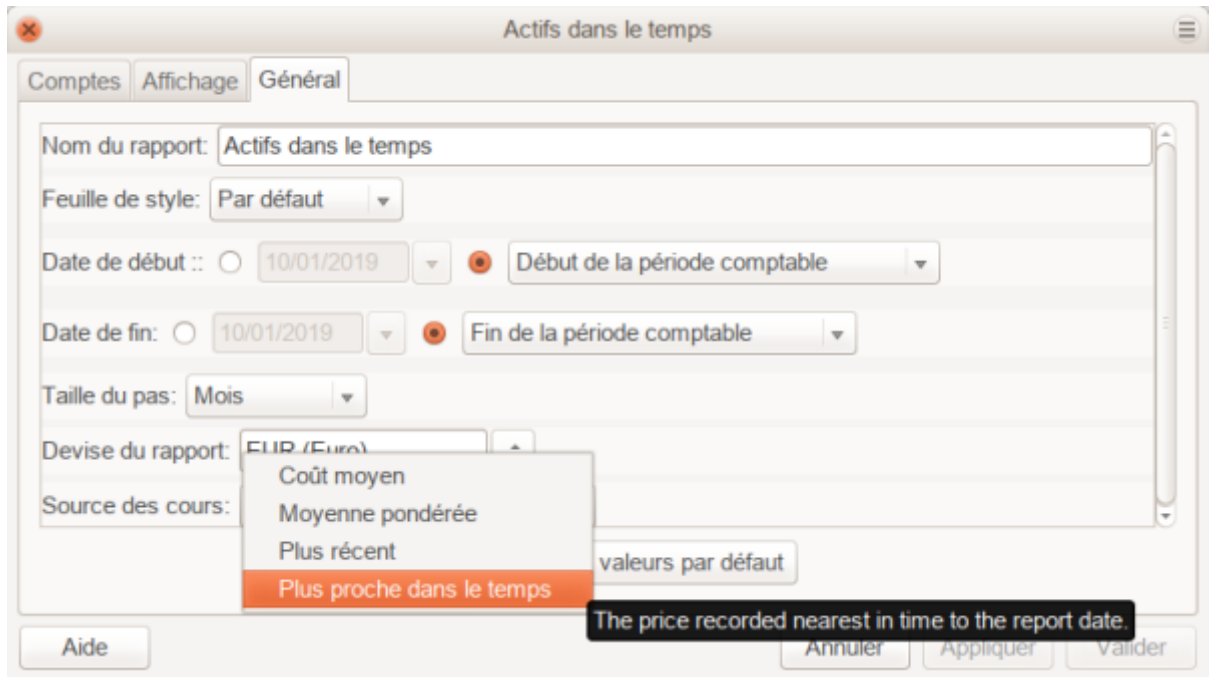 Actifs dans le temps
Comptes Affichage Général
Nom du rapport: Actifs dans le temps
Feuille de style: Par défaut
Date de début :: 10/01/2019 Début de la période comptable
Date de fin: 10/01/2019 Fin de la période comptable
Taille du pas: Mois
Devise du rapport: EUR (Euro)
Coût moyen
Source des cours:
Moyenne pondérée
Plus récent
valeurs par défaut
Plus proche dans le temps
The price recorded nearest in time to the report date.
Aide Annuler Appliquer Valider